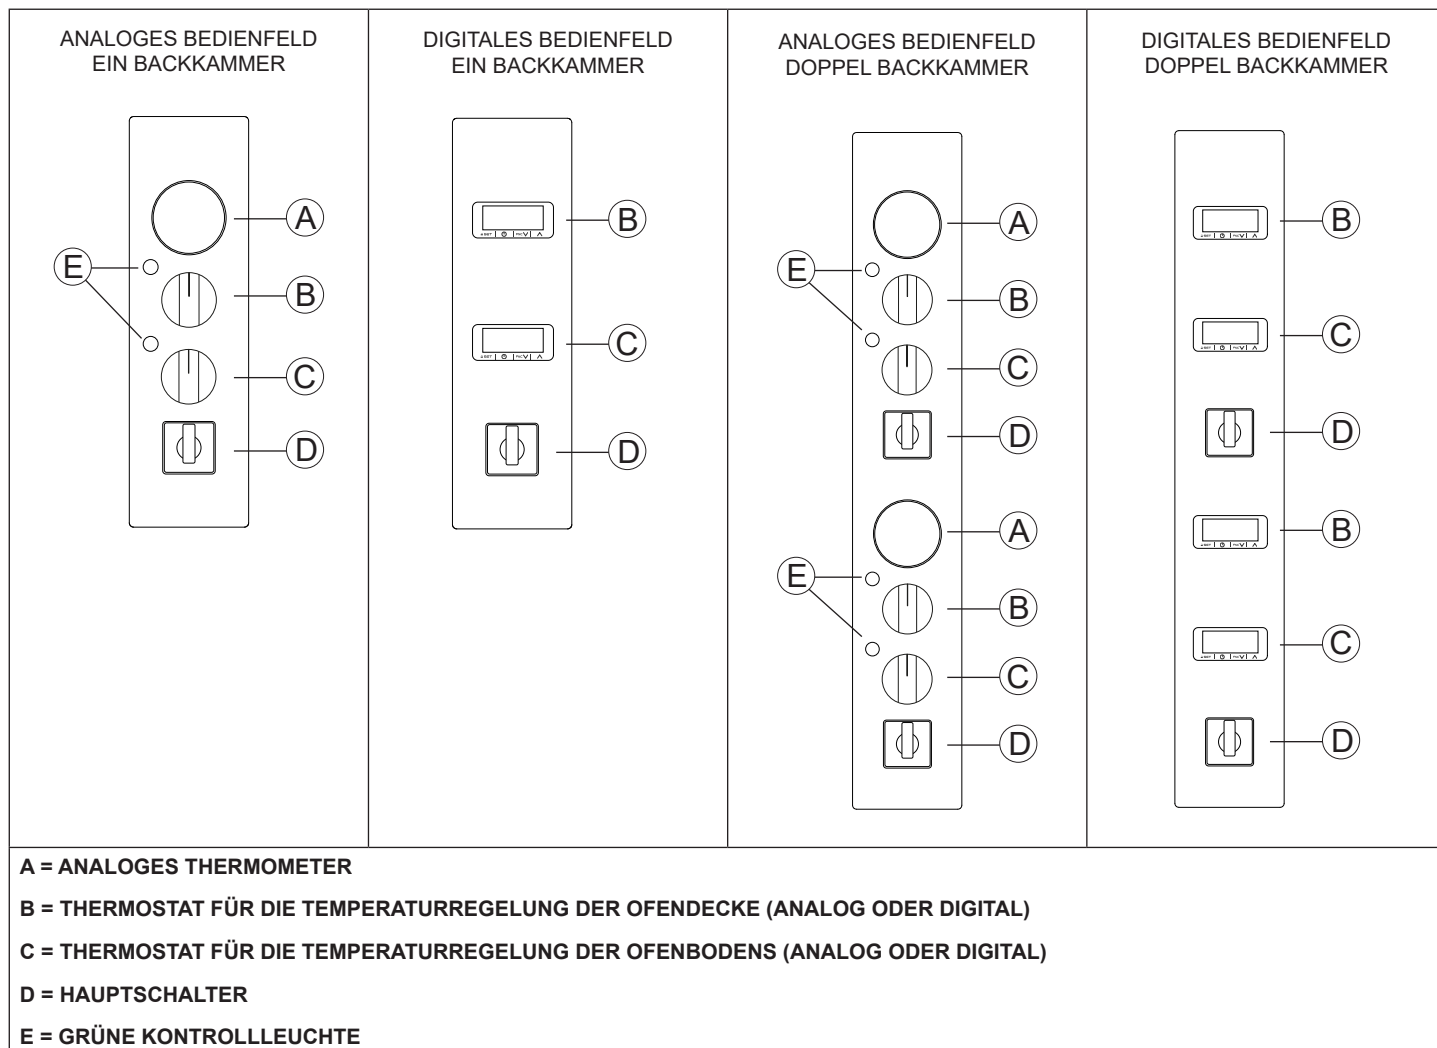 ANALOGES BEDIENFELD
EIN BACKKAMMER
A
E
B
C
D
DIGITALES BEDIENFELD
EIN BACKKAMMER
B
C
D
ANALOGES BEDIENFELD
DOPPEL BACKKAMMER
A
E
B
C
D
A
E
B
C
D
DIGITALES BEDIENFELD
DOPPEL BACKKAMMER
B
C
D
B
C
D
A = ANALOGES THERMOMETER
B = THERMOSTAT FÜR DIE TEMPERATURREGELUNG DER OFENDECKE (ANALOG ODER DIGITAL)
C = THERMOSTAT FÜR DIE TEMPERATURREGELUNG DER OFENBODENS (ANALOG ODER DIGITAL)
D = HAUPTSCHALTER
E = GRÜNE KONTROLLLEUCHTE